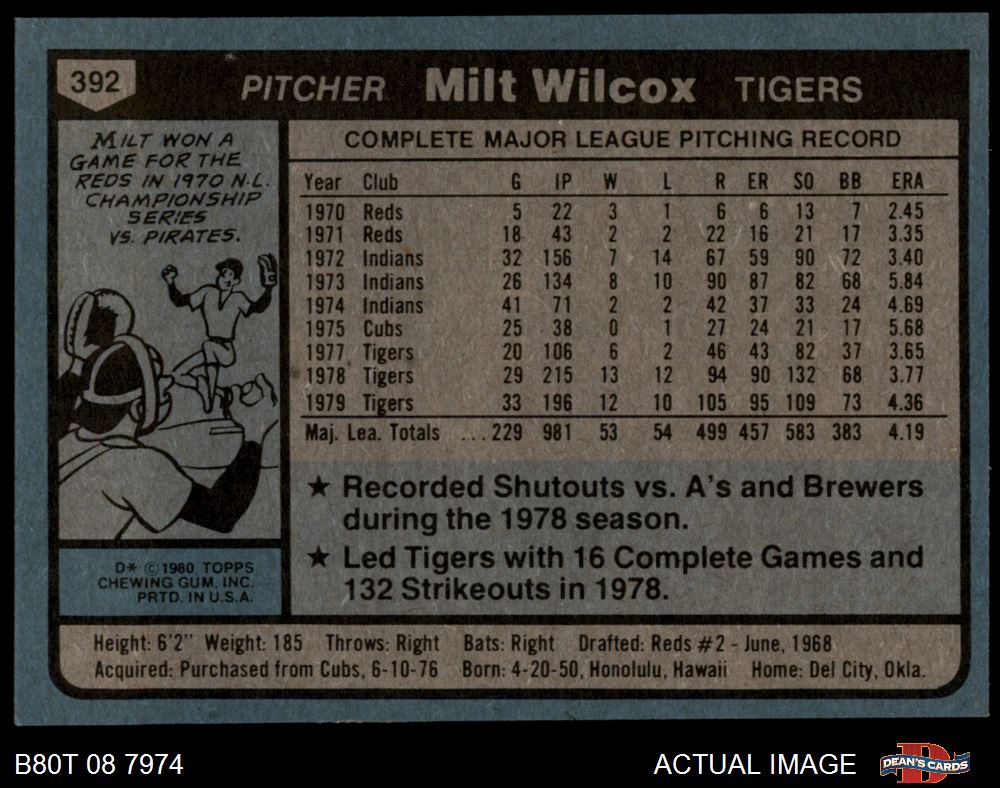 392
PITCHER Milt Wilcox TIGERS
MILT WON A
GAME FOR THE
REDS IN 1970 N.L.
CHAMPIONSHIP
SERIES
VS. PIRATES.
COMPLETE MAJOR LEAGUE PITCHING RECORD
Year Club G IP W L R ER SO BB ERA
1970 Reds 5 22 3 1 6 6 13 7 2.45
1971 Reds 18 43 2 2 22 16 21 17 3.35
1972 Indians 32 156 7 14 67 59 90 72 3.40
1973 Indians 26 134 8 10 90 87 82 68 5.84
1974 Indians 41 71 2 2 42 37 33 24 4.69
1975 Cubs 25 38 0 1 27 24 21 17 5.68
1977 Tigers 20 106 6 2 46 43 82 37 3.65
1978 Tigers 29 215 13 12 94 90 132 68 3.77
1979 Tigers 33 196 12 10 105 95 109 73 4.36
Maj. Lea. Totals ...229 981 53 54 499 457 583 383 4.19
★ Recorded Shutouts vs. A's and Brewers
during the 1978 season.
★ Led Tigers with 16 Complete Games and
132 Strikeouts in 1978.
D* © 1980 TOPPS
CHEWING GUM, INC.
PRTD. IN U.S.A.
Height: 6'2" Weight: 185 Throws: Right Bats: Right Drafted: Reds #2 - June, 1968
Acquired: Purchased from Cubs, 6-10-76 Born: 4-20-50, Honolulu, Hawaii Home: Del City, Okla.
B80T 08 7974
ACTUAL IMAGE
DEAN'S CARDS